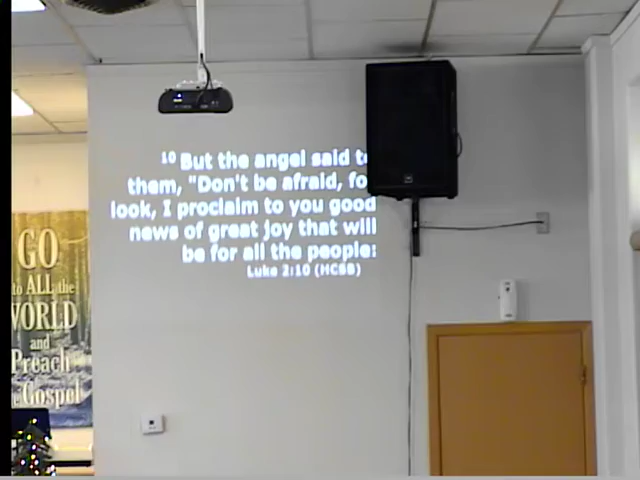 10 But the angel said t
them, "Don't be afraid, fo
look, I proclaim to you good
news of great joy that will
be for all the people:
Luke 2:10 (HCSB)
GO
to ALL the
WORLD
and
Preach
Gospel